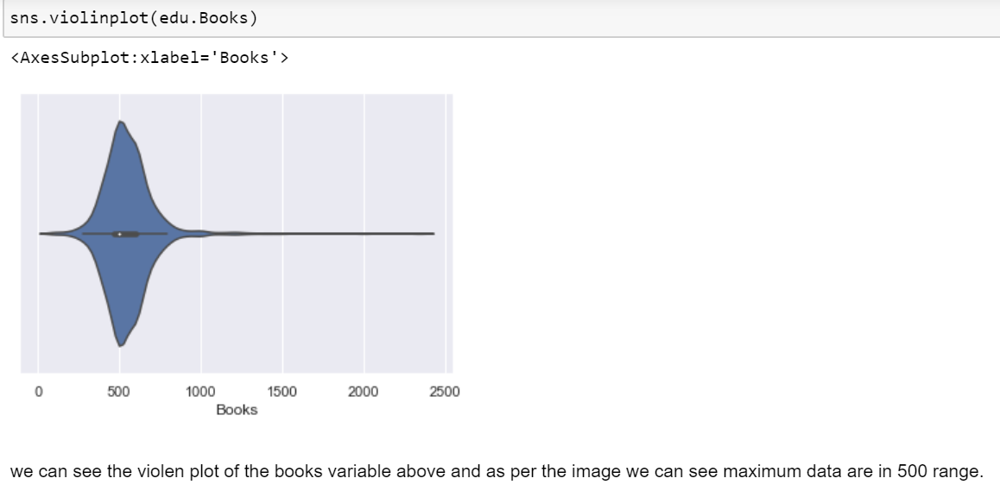 sns.violinplot(edu.Books)
<AxesSubplot:xlabel='Books'>
0 500 1000 1500 2000 2500
Books
we can see the violen plot of the books variable above and as per the image we can see maximum data are in 500 range.